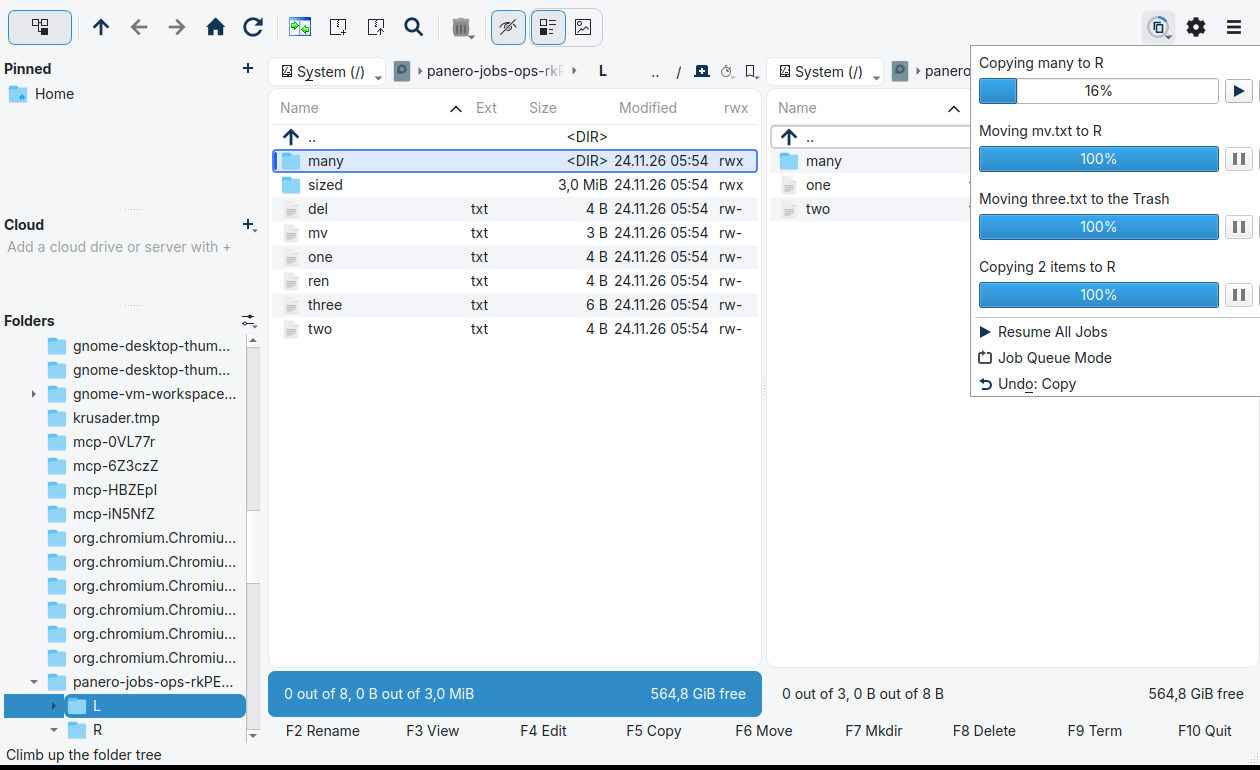 Pinned
Home
Cloud
Add a cloud drive or server with +
Folders
gnome-desktop-thum...
gnome-desktop-thum...
gnome-vm-workspace...
krusader.tmp
mcp-0VL77r
mcp-6Z3czZ
mcp-HBZEpI
mcp-iN5NfZ
org.chromium.Chromiu...
org.chromium.Chromiu...
org.chromium.Chromiu...
org.chromium.Chromiu...
org.chromium.Chromiu...
org.chromium.Chromiu...
panero-jobs-ops-rkPE...
L
R
Climb up the folder tree
System (/) panero-jobs-ops-rkP L .. /
Name Ext Size Modified rwx
.. <DIR>
many <DIR> 24.11.26 05:54 rwx
sized 3,0 MiB 24.11.26 05:54 rwx
del txt 4 B 24.11.26 05:54 rw-
mv txt 3 B 24.11.26 05:54 rw-
one txt 4 B 24.11.26 05:54 rw-
ren txt 4 B 24.11.26 05:54 rw-
three txt 6 B 24.11.26 05:54 rw-
two txt 4 B 24.11.26 05:54 rw-
0 out of 8, 0 B out of 3,0 MiB 564,8 GiB free
System (/) panero
Name
..
many
one
two
0 out of 3, 0 B out of 8 B 564,8 GiB free
Copying many to R
16%
Moving mv.txt to R
100%
Moving three.txt to the Trash
100%
Copying 2 items to R
100%
Resume All Jobs
Job Queue Mode
Undo: Copy
F2 Rename F3 View F4 Edit F5 Copy F6 Move F7 Mkdir F8 Delete F9 Term F10 Quit